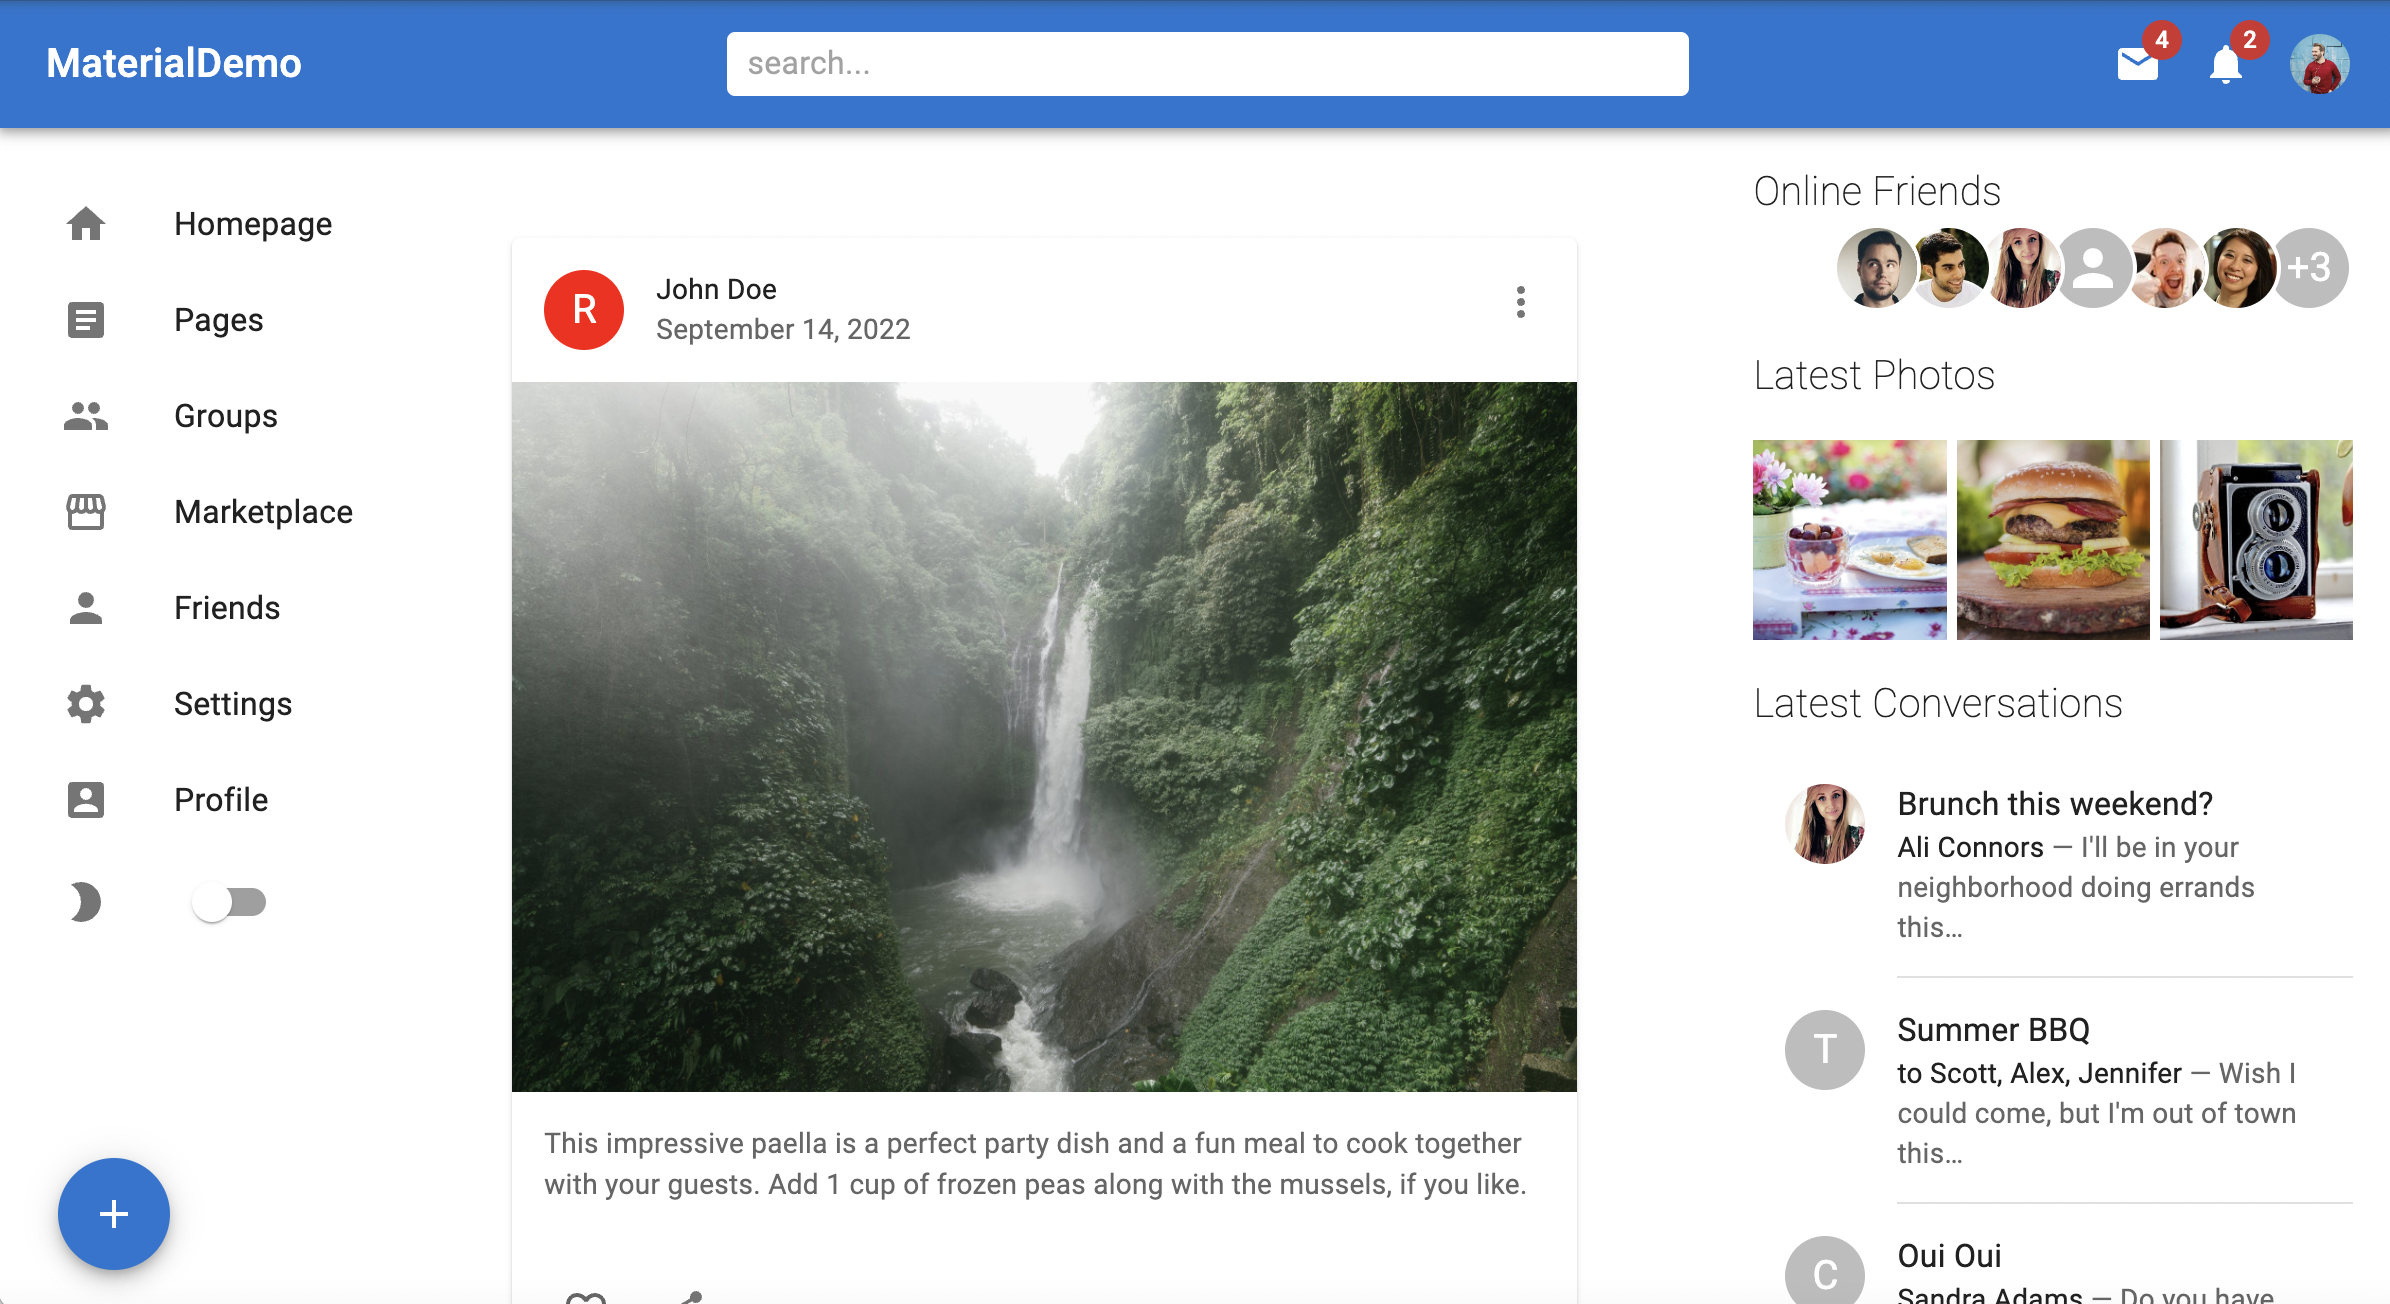 MaterialDemo
search...
4
2
Homepage
Pages
Groups
Marketplace
Friends
Settings
Profile
+
R
John Doe
September 14, 2022
This impressive paella is a perfect party dish and a fun meal to cook together
with your guests. Add 1 cup of frozen peas along with the mussels, if you like.
Online Friends
+3
Latest Photos
Latest Conversations
Brunch this weekend?
Ali Connors — I'll be in your
neighborhood doing errands
this…
T
Summer BBQ
to Scott, Alex, Jennifer — Wish I
could come, but I'm out of town
this…
C
Oui Oui
Sandra Adams — Do you have